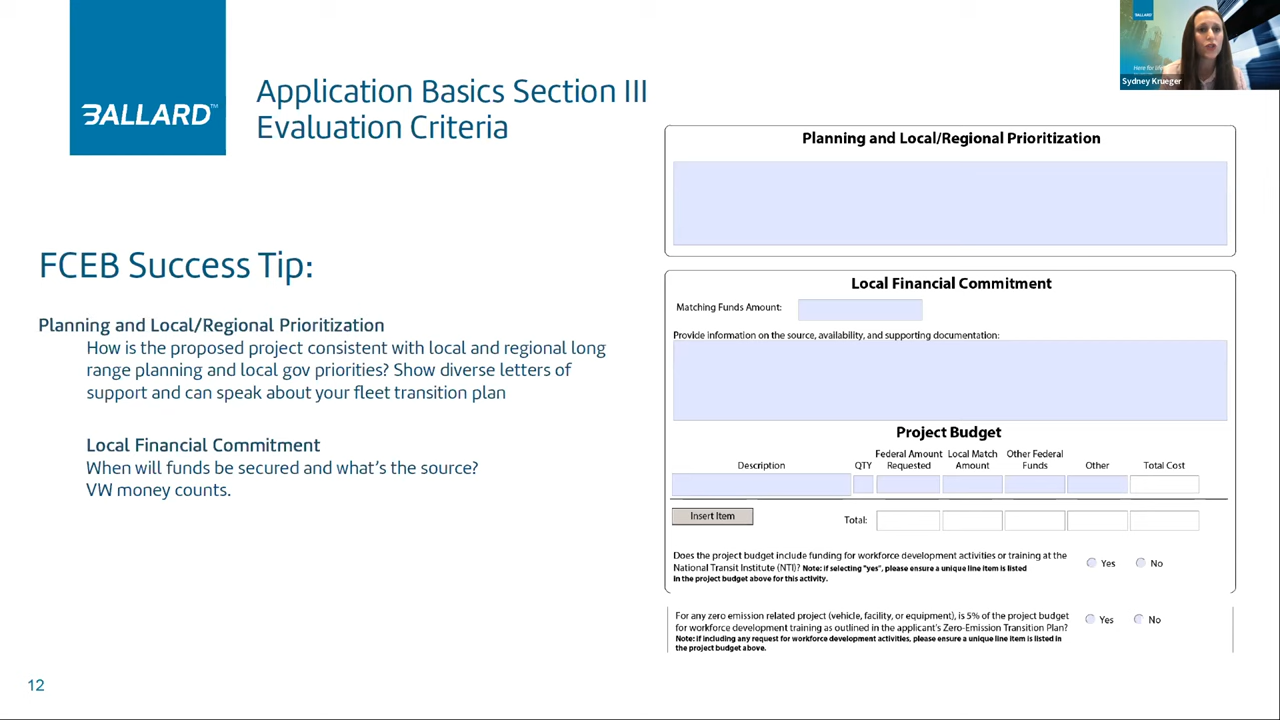 BALLARD™
Application Basics Section III
Evaluation Criteria
FCEB Success Tip:
Planning and Local/Regional Prioritization
How is the proposed project consistent with local and regional long
range planning and local gov priorities? Show diverse letters of
support and can speak about your fleet transition plan
Local Financial Commitment
When will funds be secured and what's the source?
VW money counts.
12
BALLARD
Here for life
Sydney Krueger
Planning and Local/Regional Prioritization
Local Financial Commitment
Matching Funds Amount:
Provide information on the source, availability, and supporting documentation:
Project Budget
Description QTY Federal Amount Requested Local Match Amount Other Federal Funds Other Total Cost
Insert Item Total:
Does the project budget include funding for workforce development activities or training at the
National Transit Institute (NTI)? Note: if selecting "yes", please ensure a unique line item is listed
in the project budget above for this activity.
Yes No
For any zero emission related project (vehicle, facility, or equipment), is 5% of the project budget
for workforce development training as outlined in the applicant's Zero-Emission Transition Plan?
Note: if including any request for workforce development activities, please ensure a unique line item is listed in
the project budget above.
Yes No